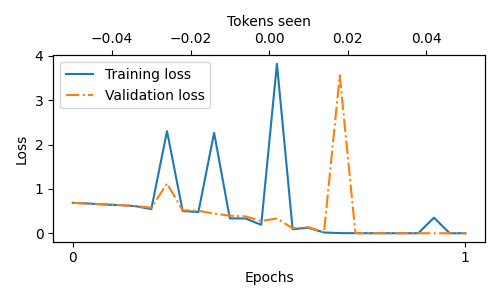 Tokens seen
−0.04 −0.02 0.00 0.02 0.04
4
3
2
1
0
Loss
Training loss
Validation loss
0 1
Epochs